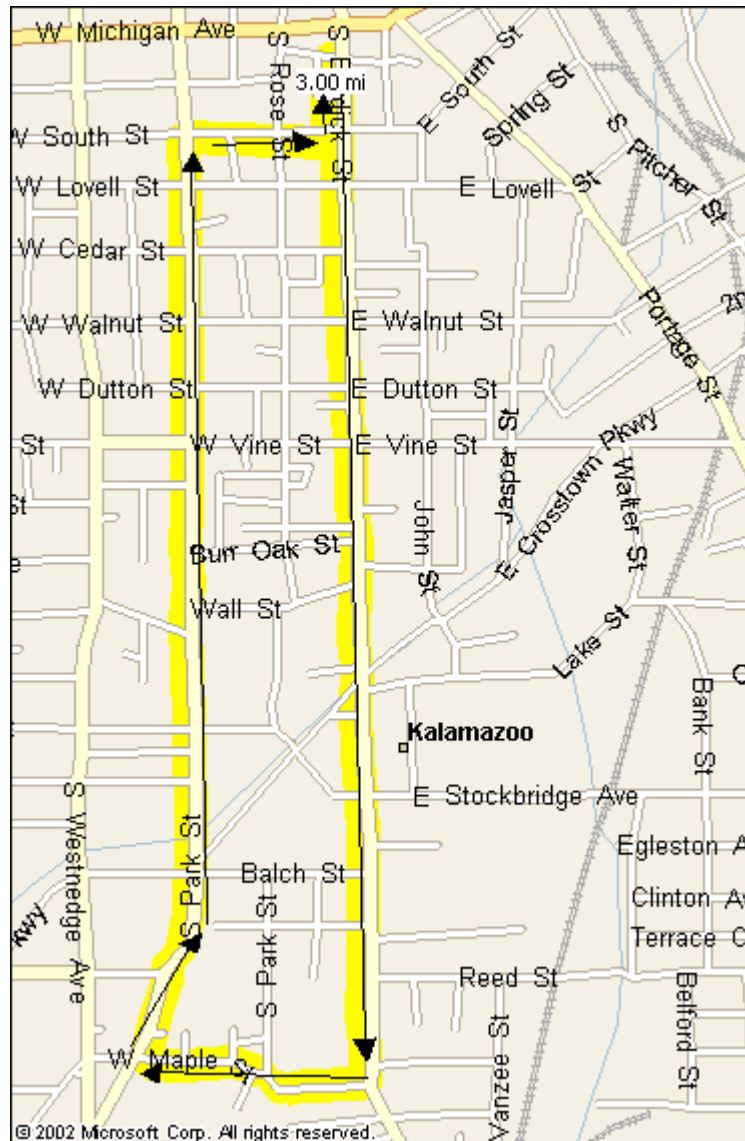 W Michigan Ave
S
Rose
St
3.00 mi
E South St
Spring St
S Pitcher St
W South St
W Lovell St
E Lovell St
W Cedar St
W Walnut St
E Walnut St
Portage St
W Dutton St
E Dutton St
St
W Vine St
E Vine St
Jasper St
E Crosstown Pkwy
Walter St
St
John St
Burr Oak St
Wall St
Lake St
Bank St
Kalamazoo
E Stockbridge Ave
S Westnedge Ave
S Park St
Balch St
Egleston A
Clinton Av
Terrace C
Kwy
S Park St
Reed St
Belford St
Vanzee St
W Maple St
© 2002 Microsoft Corp. All rights reserved.